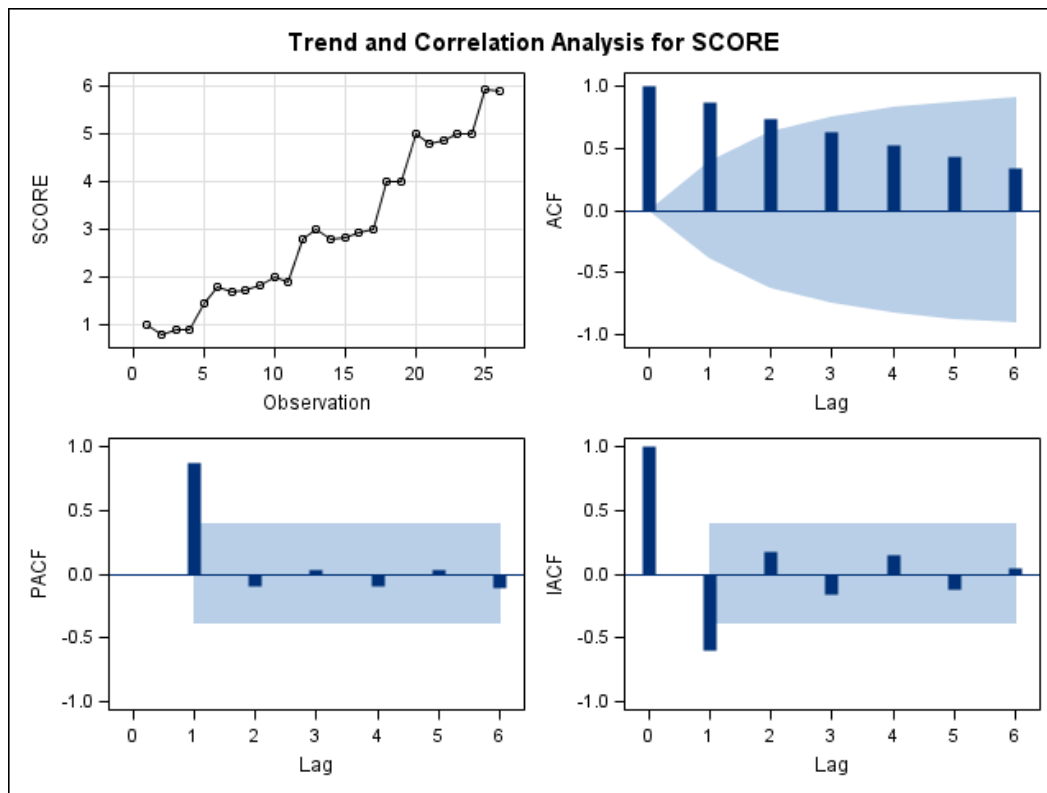 Trend and Correlation Analysis for SCORE
6
5
4
3
2
1
SCORE
0 5 10 15 20 25
Observation
1.0
0.5
0.0
-0.5
-1.0
ACF
0 1 2 3 4 5 6
Lag
1.0
0.5
0.0
-0.5
-1.0
PACF
0 1 2 3 4 5 6
Lag
1.0
0.5
0.0
-0.5
-1.0
IACF
0 1 2 3 4 5 6
Lag